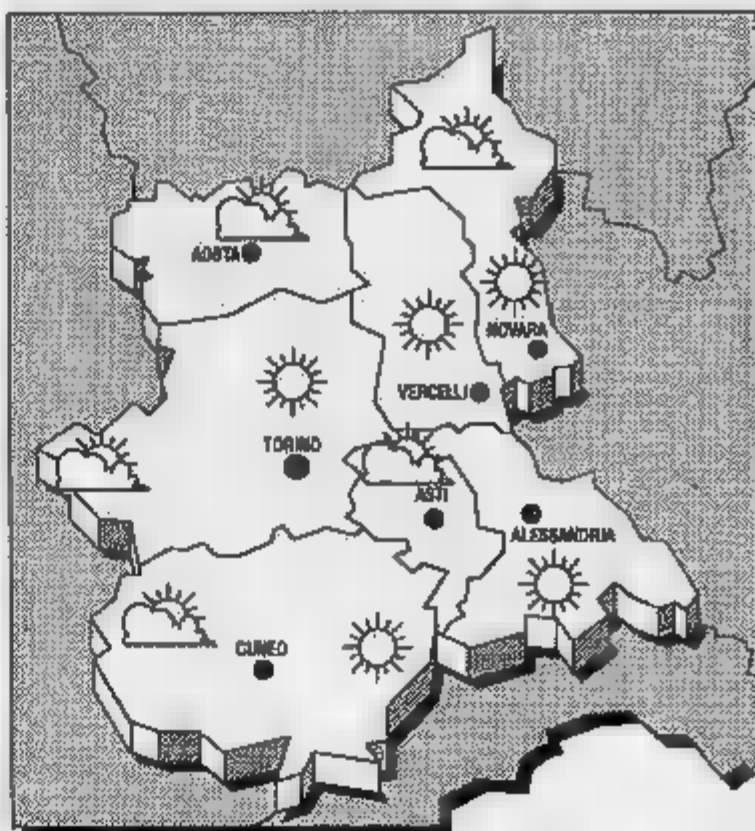 AOSTA
NOVARA
VERCELLI
TORINO
ASTI
ALESSANDRIA
CUNEO